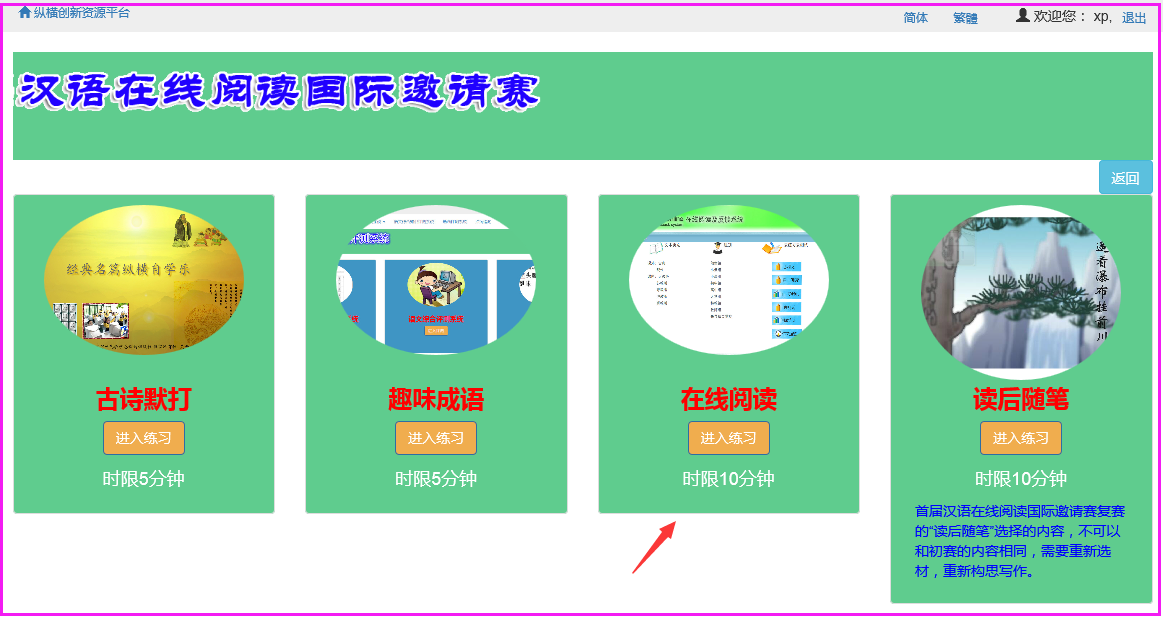 纵横创新资源平台
简体 繁體 欢迎您： xp, 退出
汉语在线阅读国际邀请赛
返回
经典名篇纵横自学乐
遥看瀑布挂前川
古诗默打
进入练习
时限5分钟
趣味成语
进入练习
时限5分钟
在线阅读
进入练习
时限10分钟
读后随笔
进入练习
时限10分钟
首届汉语在线阅读国际邀请赛复赛
的“读后随笔”选择的内容，不可以
和初赛的内容相同，需要重新选
材，重新构思写作。